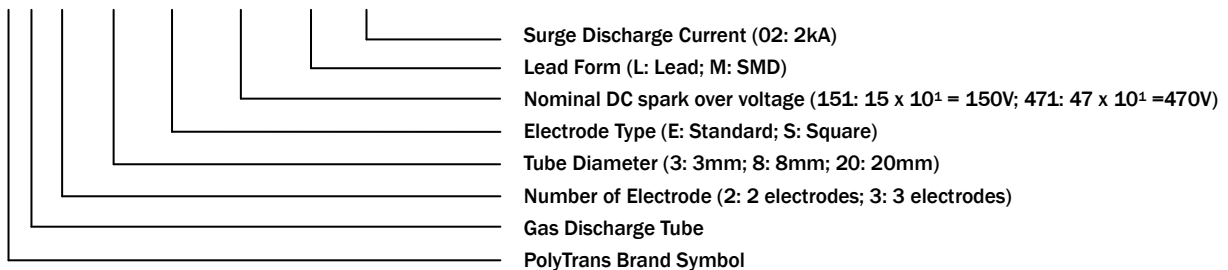 Surge Discharge Current (02: 2kA)
Lead Form (L: Lead; M: SMD)
Nominal DC spark over voltage (151: 15 x 10¹ = 150V; 471: 47 x 10¹ =470V)
Electrode Type (E: Standard; S: Square)
Tube Diameter (3: 3mm; 8: 8mm; 20: 20mm)
Number of Electrode (2: 2 electrodes; 3: 3 electrodes)
Gas Discharge Tube
PolyTrans Brand Symbol